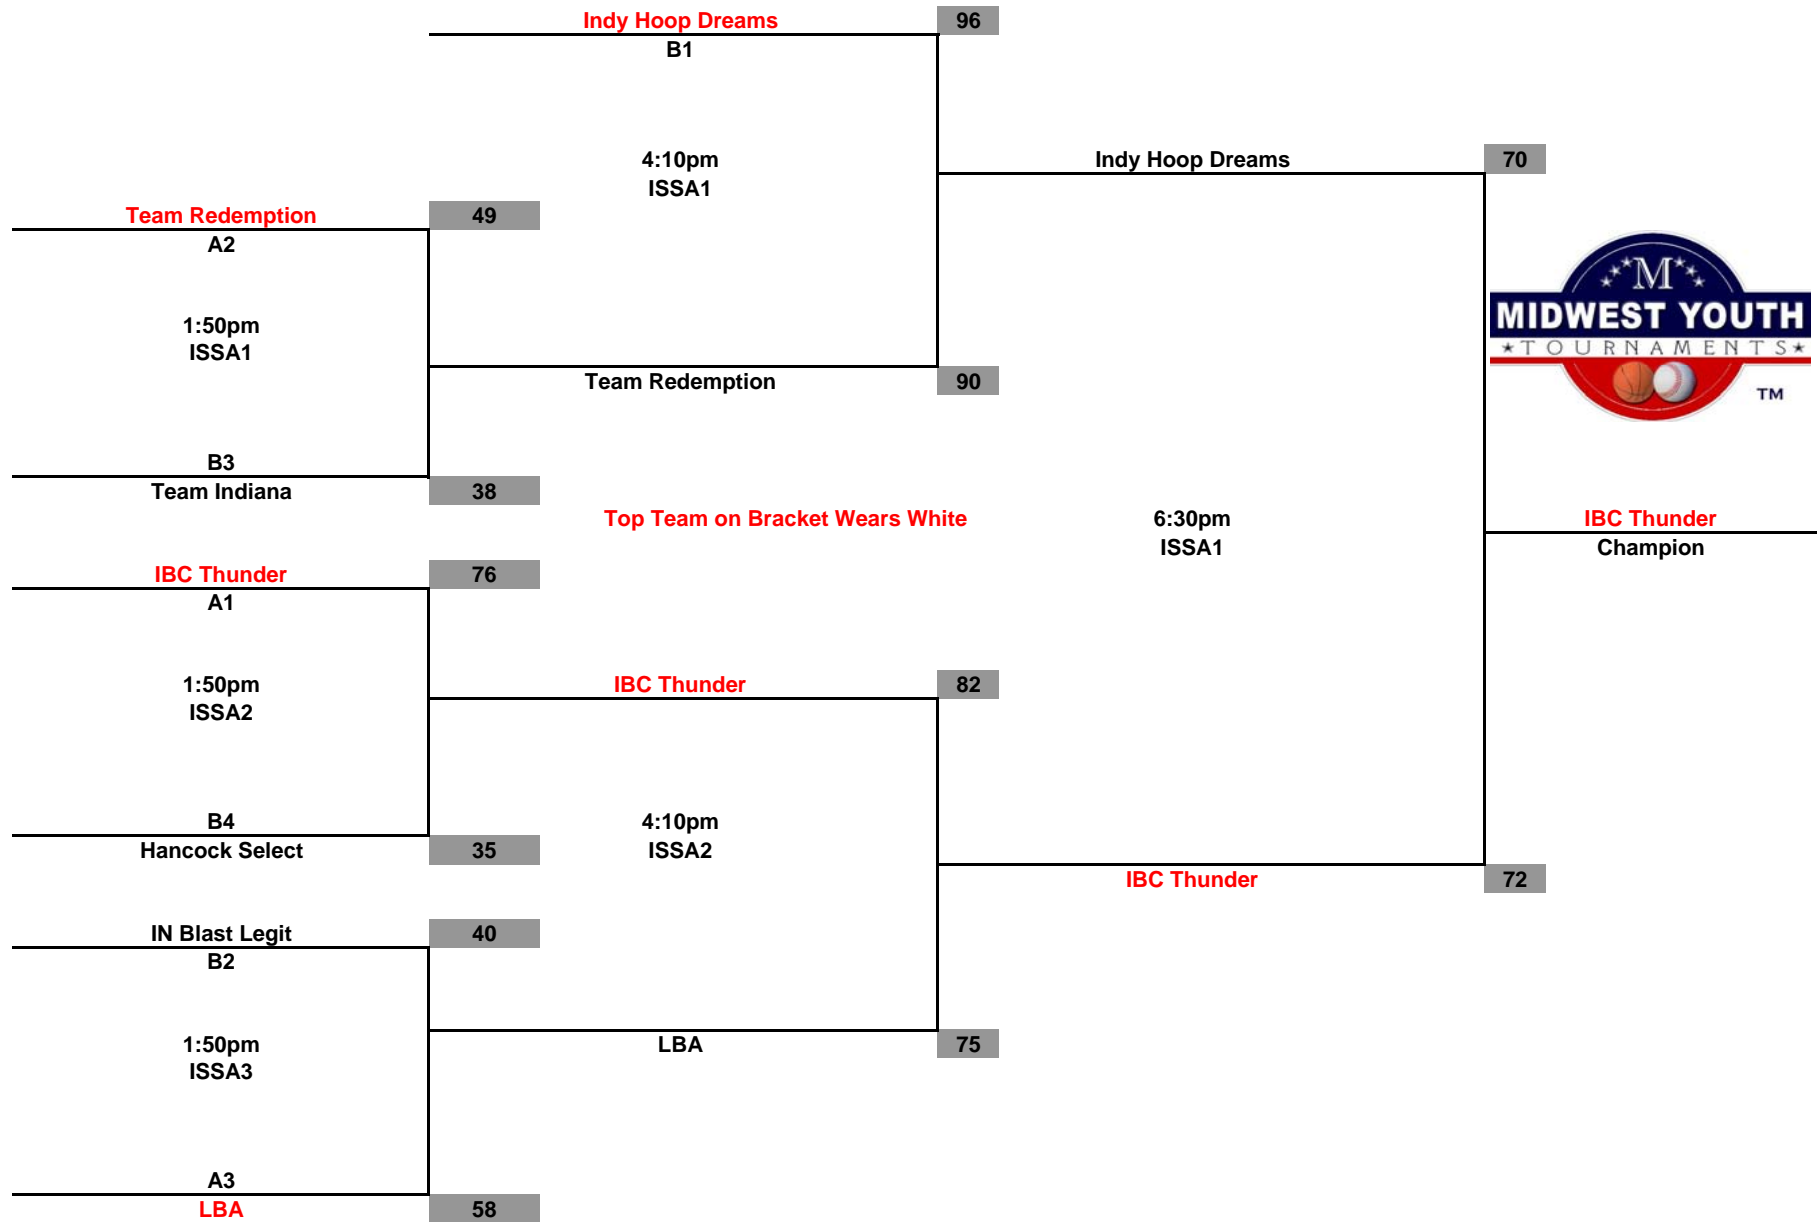 Indy Hoop Dreams 96
B1
4:10pm
ISSA1
Indy Hoop Dreams 70
Team Redemption 49
A2
1:50pm
ISSA1
Team Redemption 90
B3
Team Indiana 38
M
MIDWEST YOUTH
TOURNAMENTS
TM
Top Team on Bracket Wears White
6:30pm
ISSA1
IBC Thunder
Champion
IBC Thunder 76
A1
1:50pm
ISSA2
IBC Thunder 82
B4
Hancock Select 35
4:10pm
ISSA2
IBC Thunder 72
IN Blast Legit 40
B2
1:50pm
ISSA3
LBA 75
A3
LBA 58